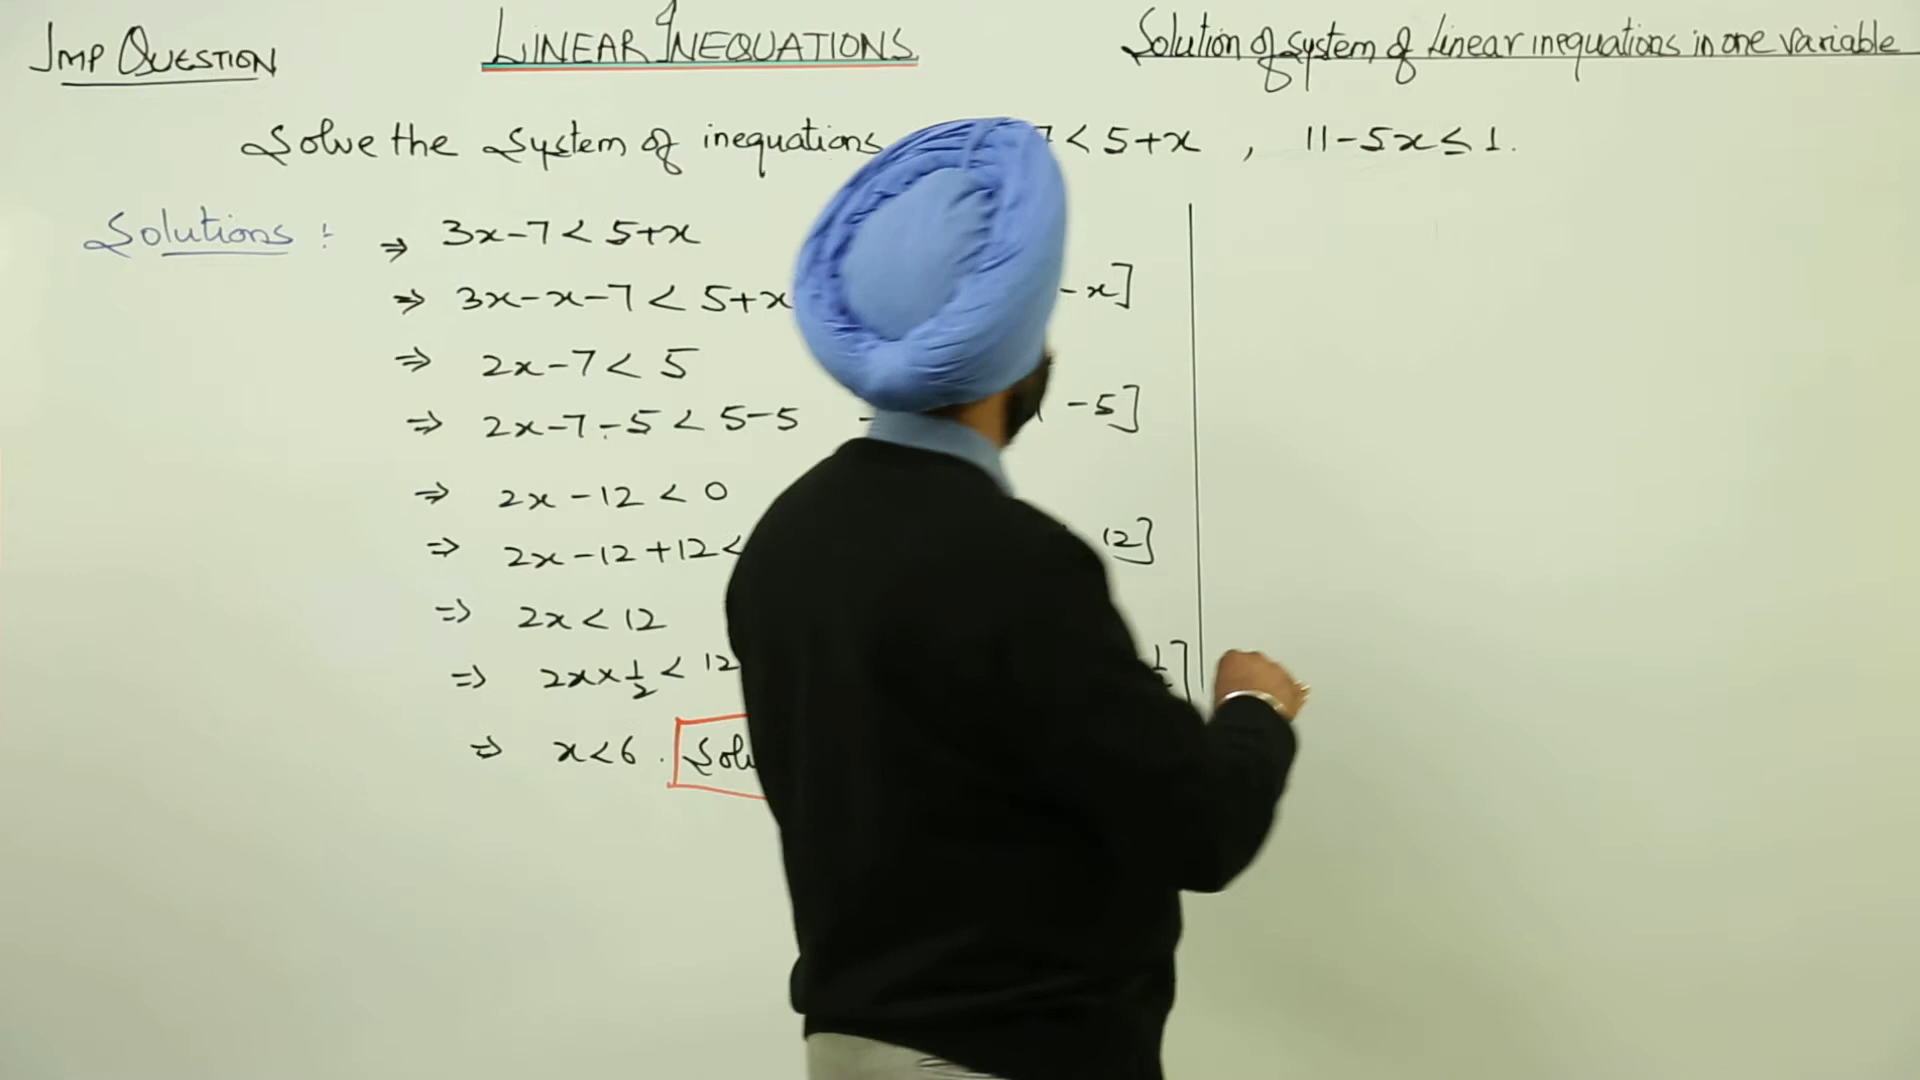 IMP QUESTION
LINEAR INEQUATIONS
Solution of system of linear inequations in one variable
Solve the system of inequations 7 < 5+x , 11-5x ≤ 1.
Solutions : ⇒ 3x-7 < 5+x
⇒ 3x-x-7 < 5+x -x]
⇒ 2x-7 < 5
⇒ 2x-7-5 < 5-5 -5]
⇒ 2x-12 < 0
⇒ 2x-12+12 < 12]
⇒ 2x < 12
⇒ 2x×1/2 < 12
⇒ x<6.